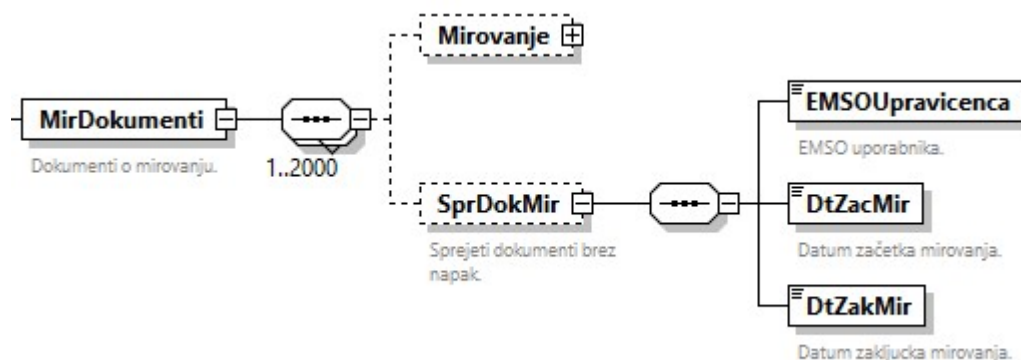 Mirovanje
MirDokumenti
Dokumenti o mirovanju.
1..2000
SprDokMir
Sprejeti dokumenti brez
napak.
EMSOUpravicenca
EMSO uporabnika.
DtZacMir
Datum začetka mirovanja.
DtZakMir
Datum zakljucka mirovanja.